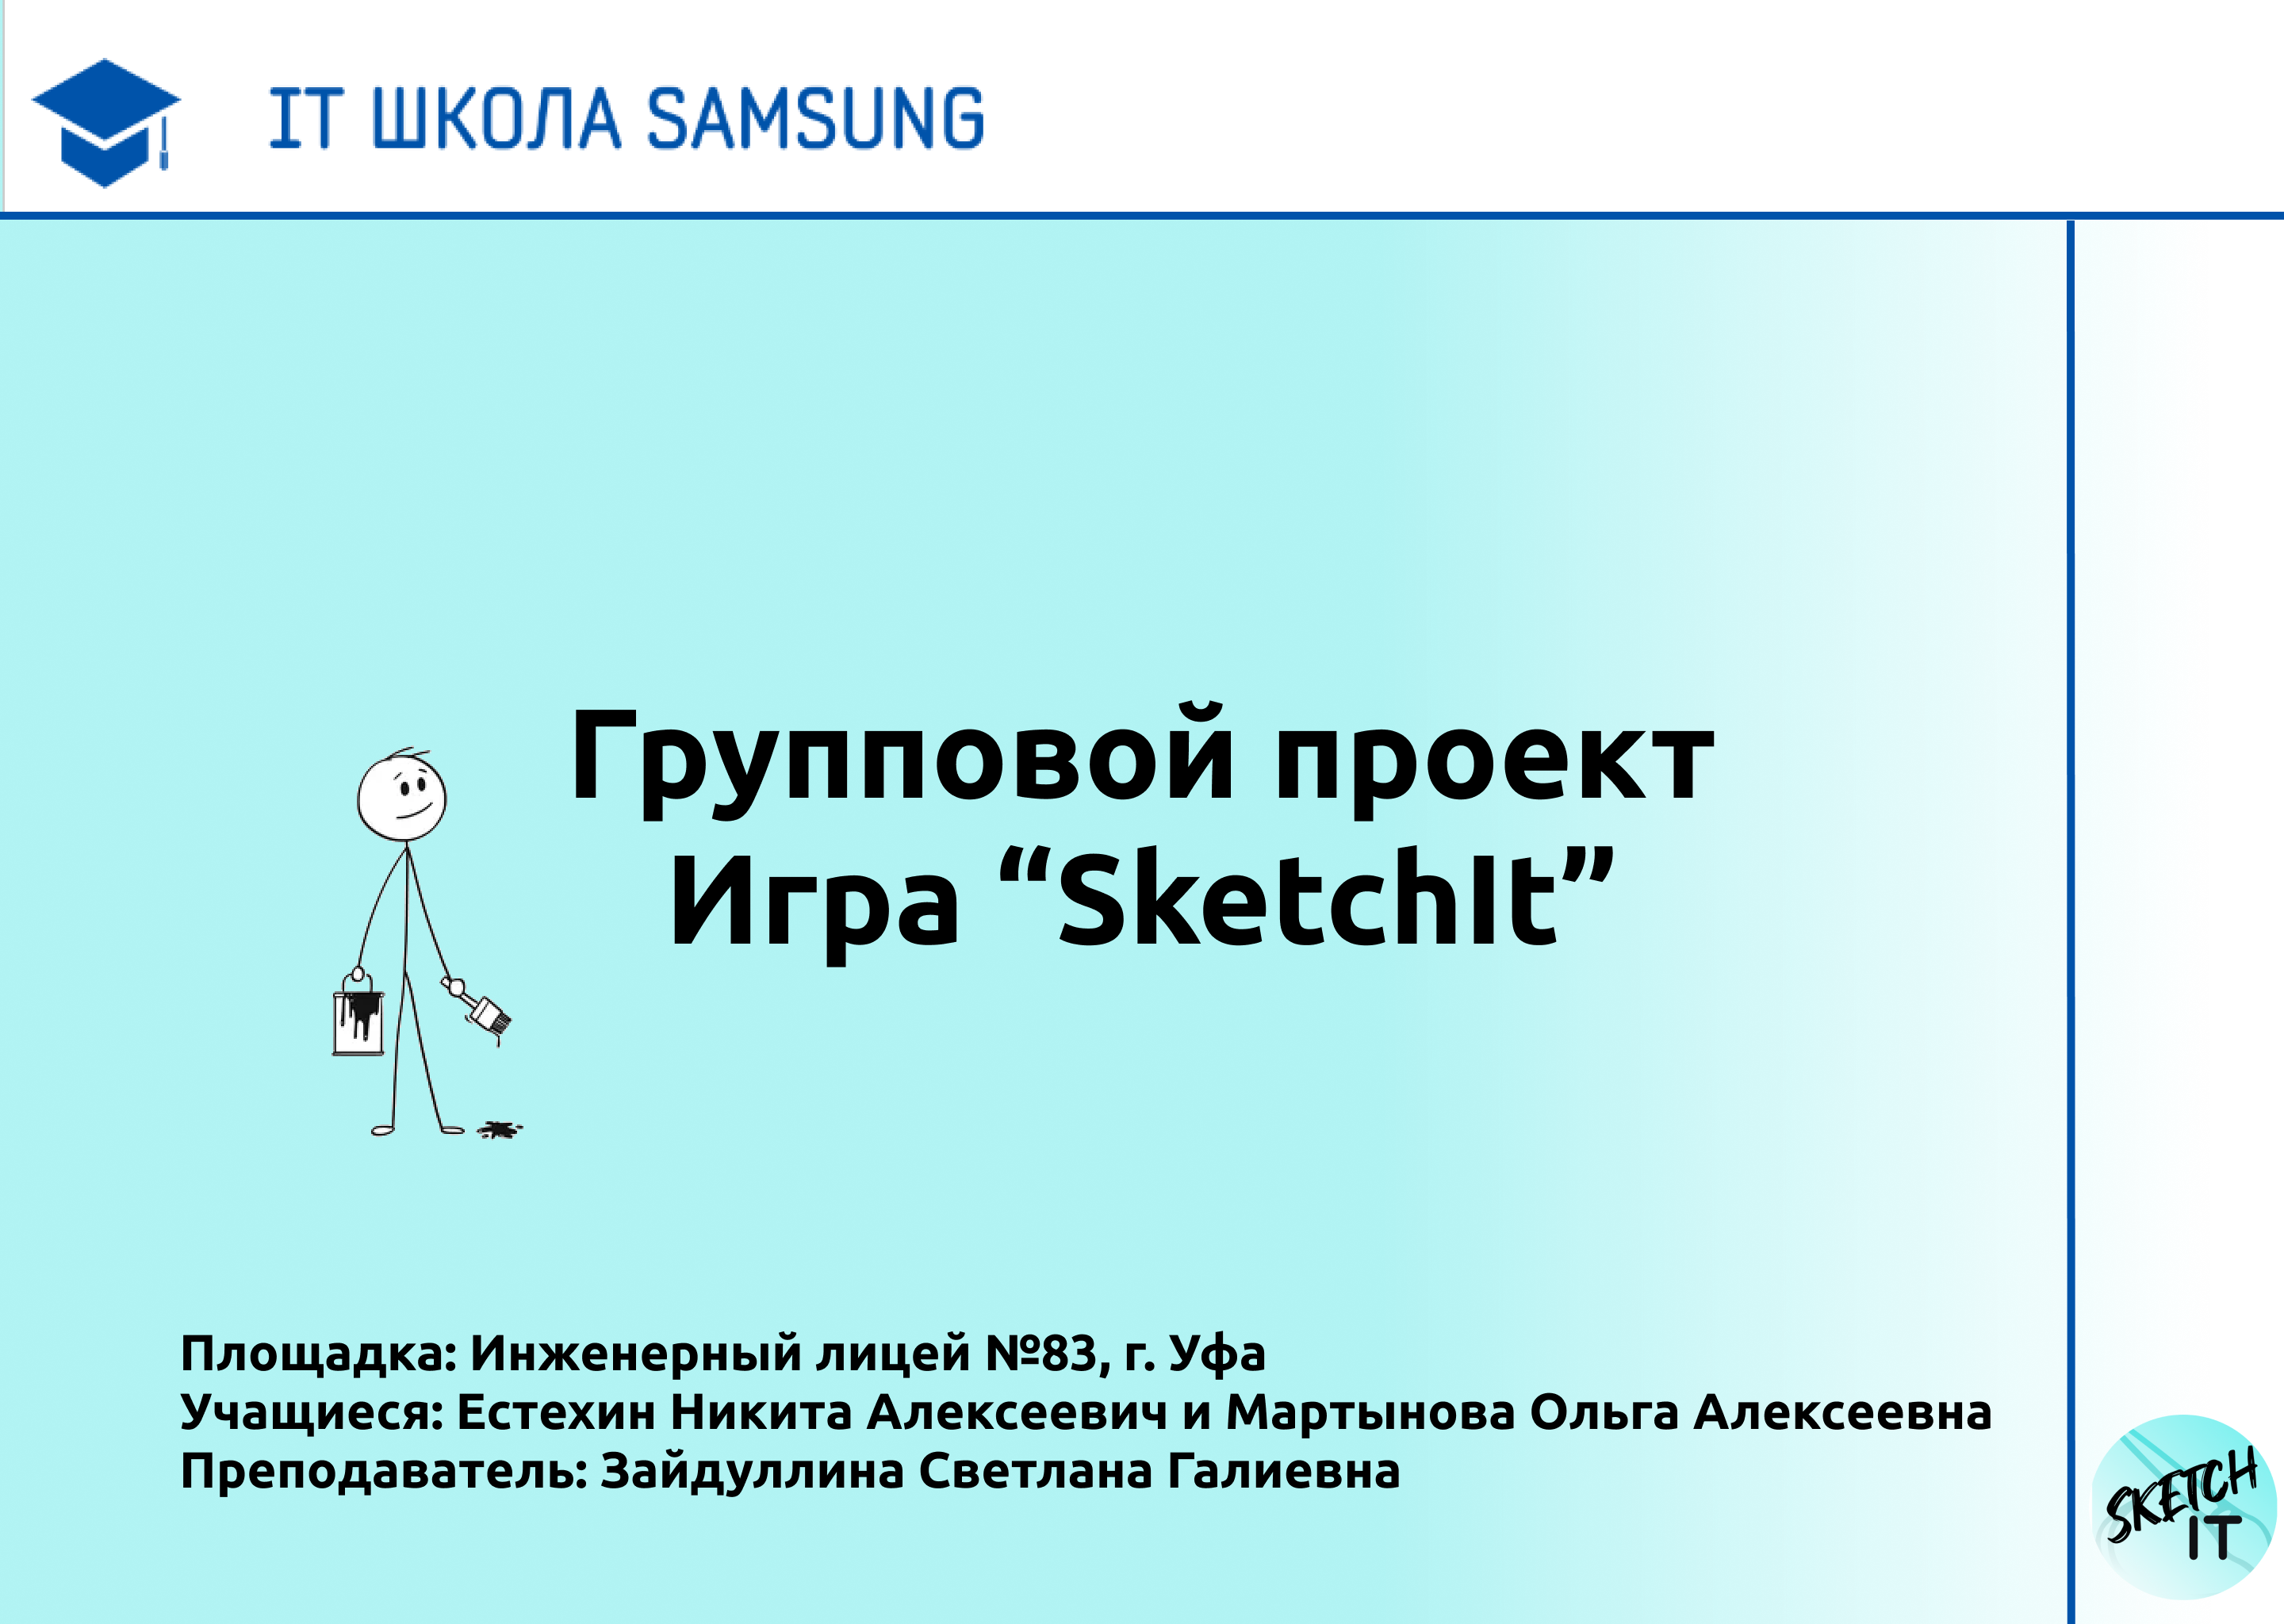 IT ШКОЛА SAMSUNG
Групповой проект
Игра “SketchIt”
Площадка: Инженерный лицей №83, г. Уфа
Учащиеся: Естехин Никита Алексеевич и Мартынова Ольга Алексеевна
Преподаватель: Зайдуллина Светлана Галиевна
SKETCH
IT